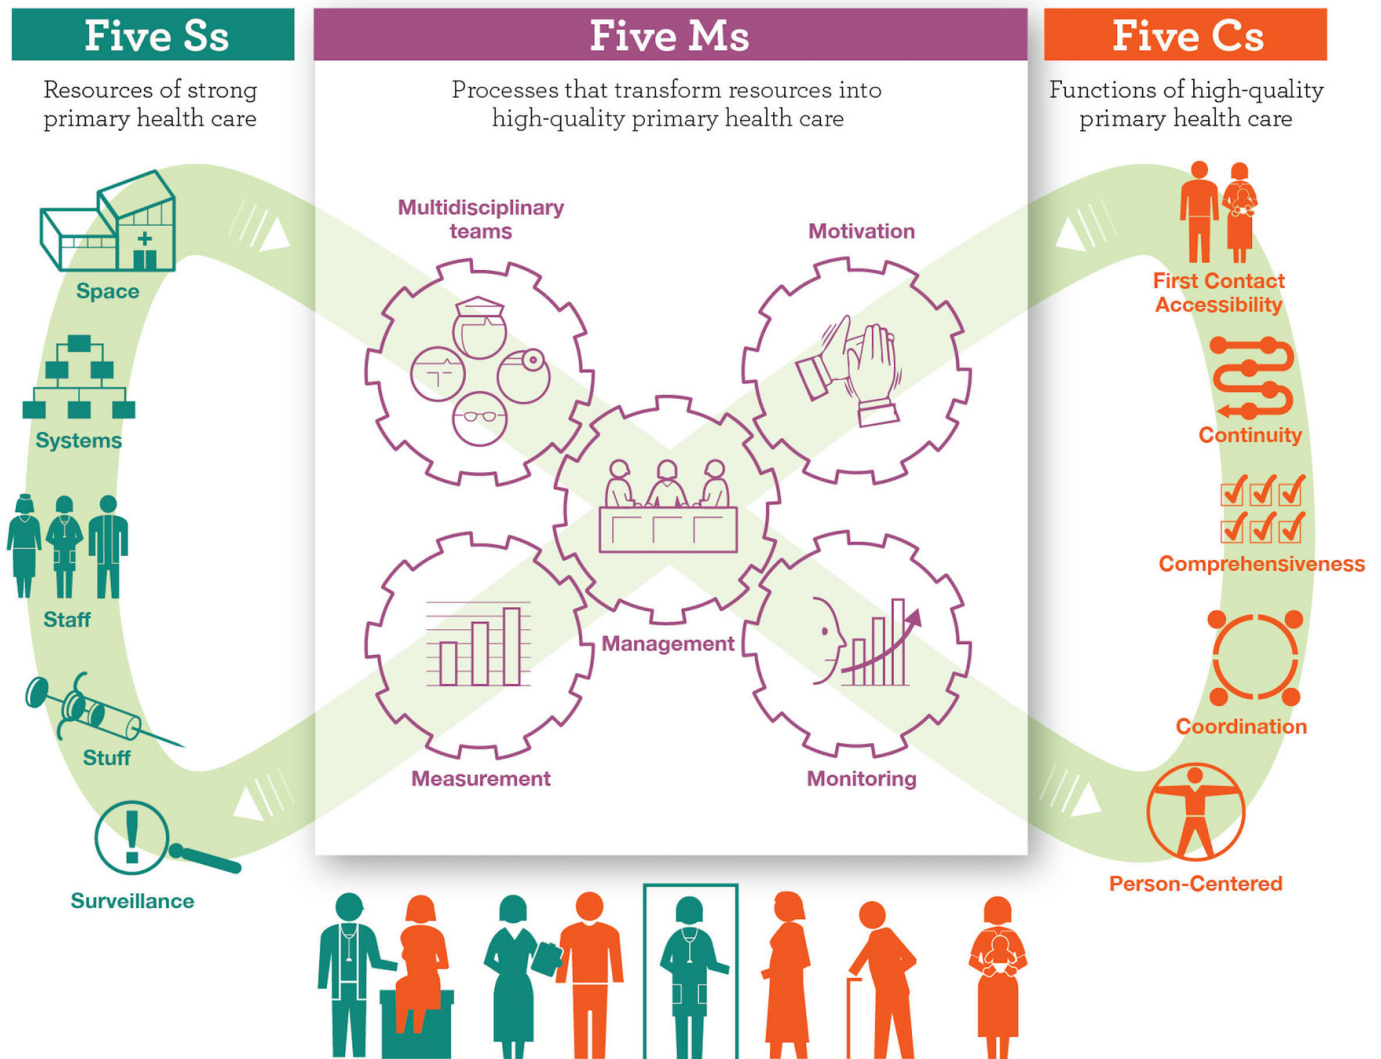 Five Ss
Resources of strong
primary health care
Space
Systems
Staff
Stuff
Surveillance
Five Ms
Processes that transform resources into
high-quality primary health care
Multidisciplinary
teams
Motivation
Management
Measurement
Monitoring
Five Cs
Functions of high-quality
primary health care
First Contact
Accessibility
Continuity
Comprehensiveness
Coordination
Person-Centered